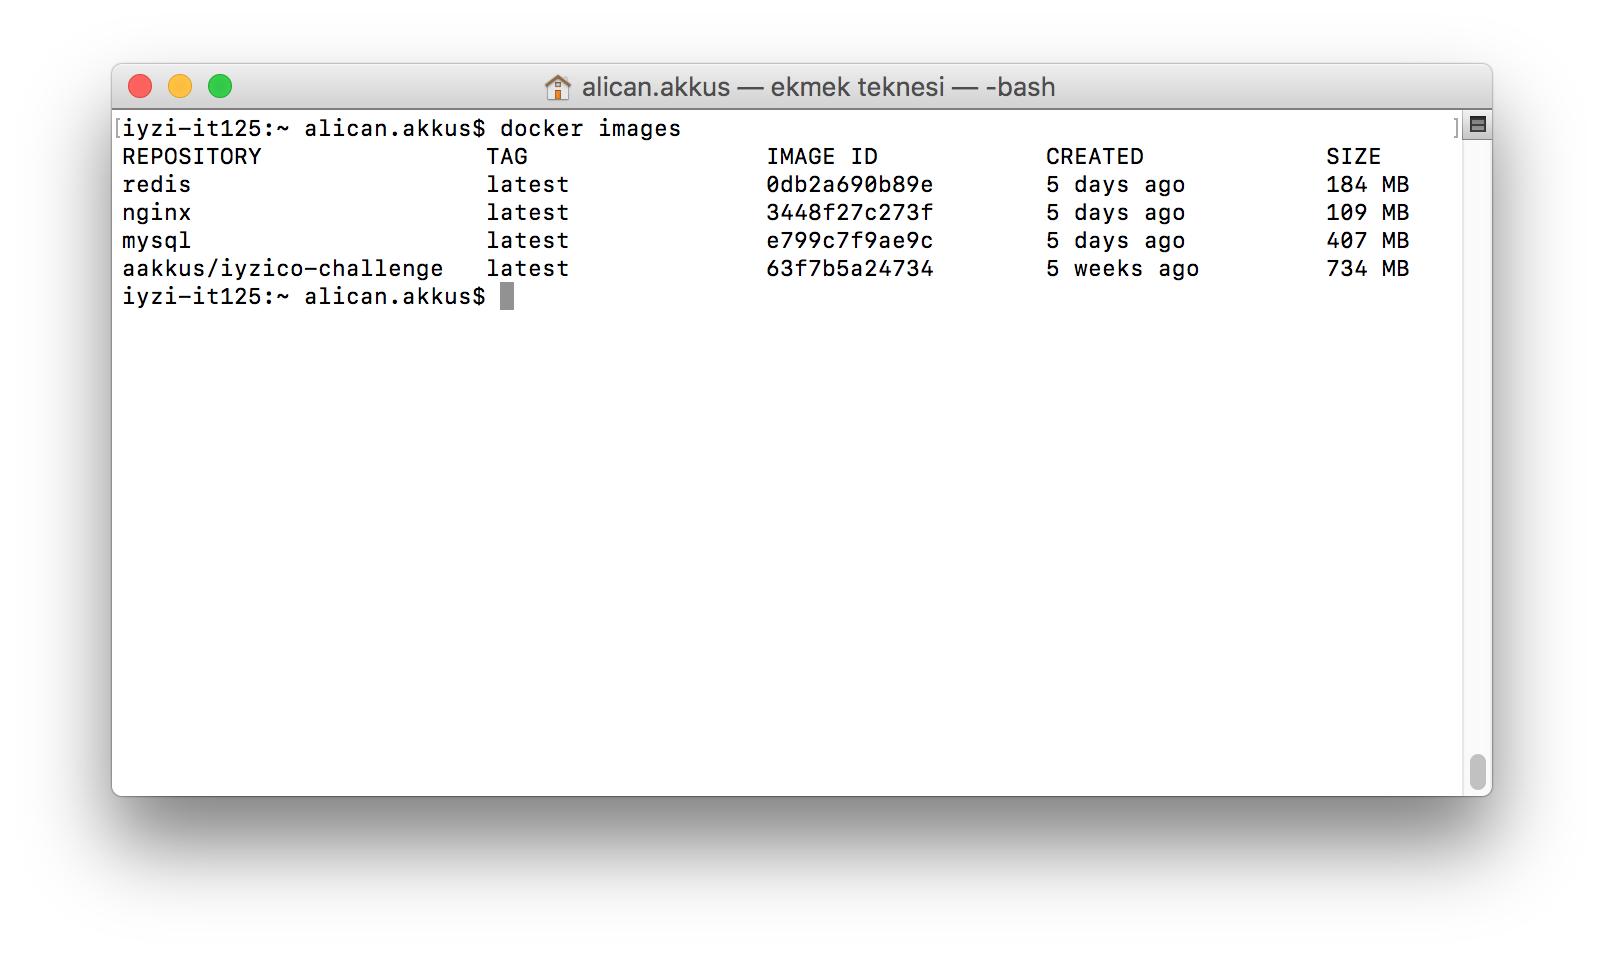 alican.akkus — ekmek teknesi — -bash
iyzi-it125:~ alican.akkus$ docker images
REPOSITORY TAG IMAGE ID CREATED SIZE
redis latest 0db2a690b89e 5 days ago 184 MB
nginx latest 3448f27c273f 5 days ago 109 MB
mysql latest e799c7f9ae9c 5 days ago 407 MB
aakkus/iyzico-challenge latest 63f7b5a24734 5 weeks ago 734 MB
iyzi-it125:~ alican.akkus$